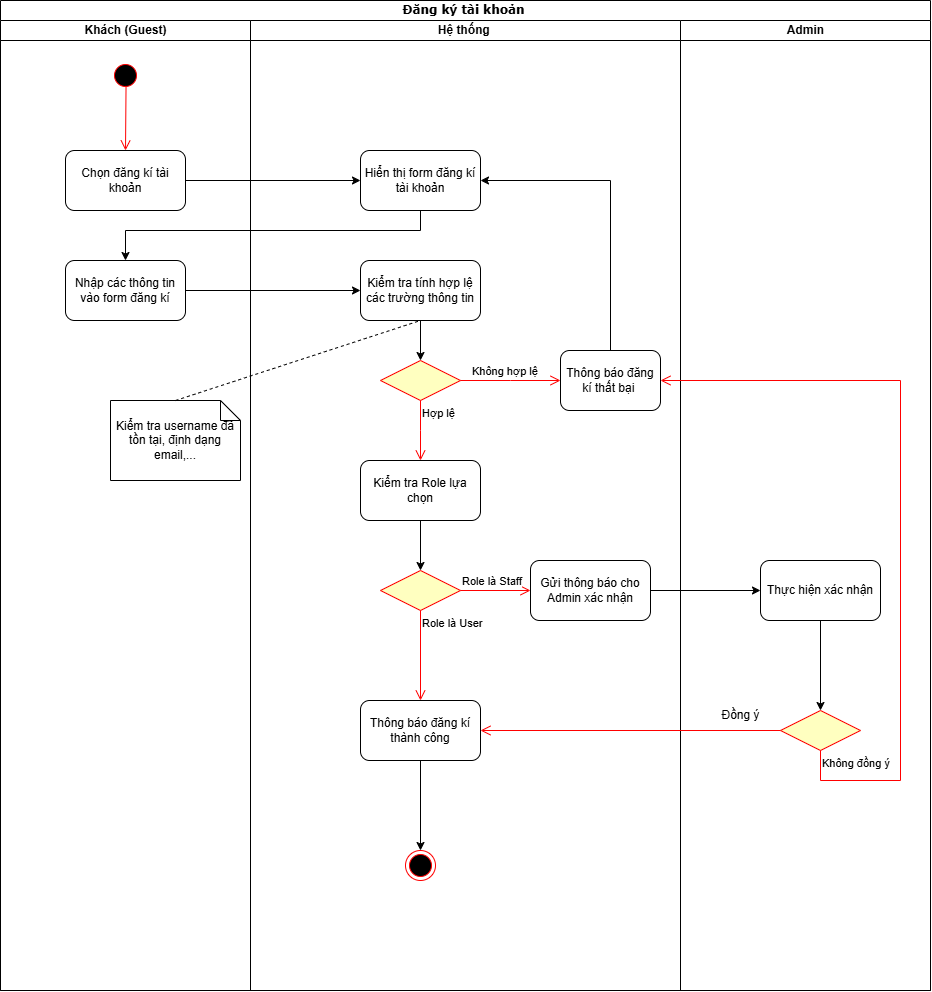 Đăng ký tài khoản
Khách (Guest)
Hệ thống
Admin
Chọn đăng kí tài
khoản
Hiển thị form đăng kí
tài khoản
Nhập các thông tin
vào form đăng kí
Kiểm tra tính hợp lệ
các trường thông tin
Không hợp lệ
Thông báo đăng
kí thất bại
Hợp lệ
Kiểm tra username đã
tồn tại, định dạng
email,...
Kiểm tra Role lựa
chọn
Role là Staff
Gửi thông báo cho
Admin xác nhận
Thực hiện xác nhận
Role là User
Thông báo đăng kí
thành công
Đồng ý
Không đồng ý